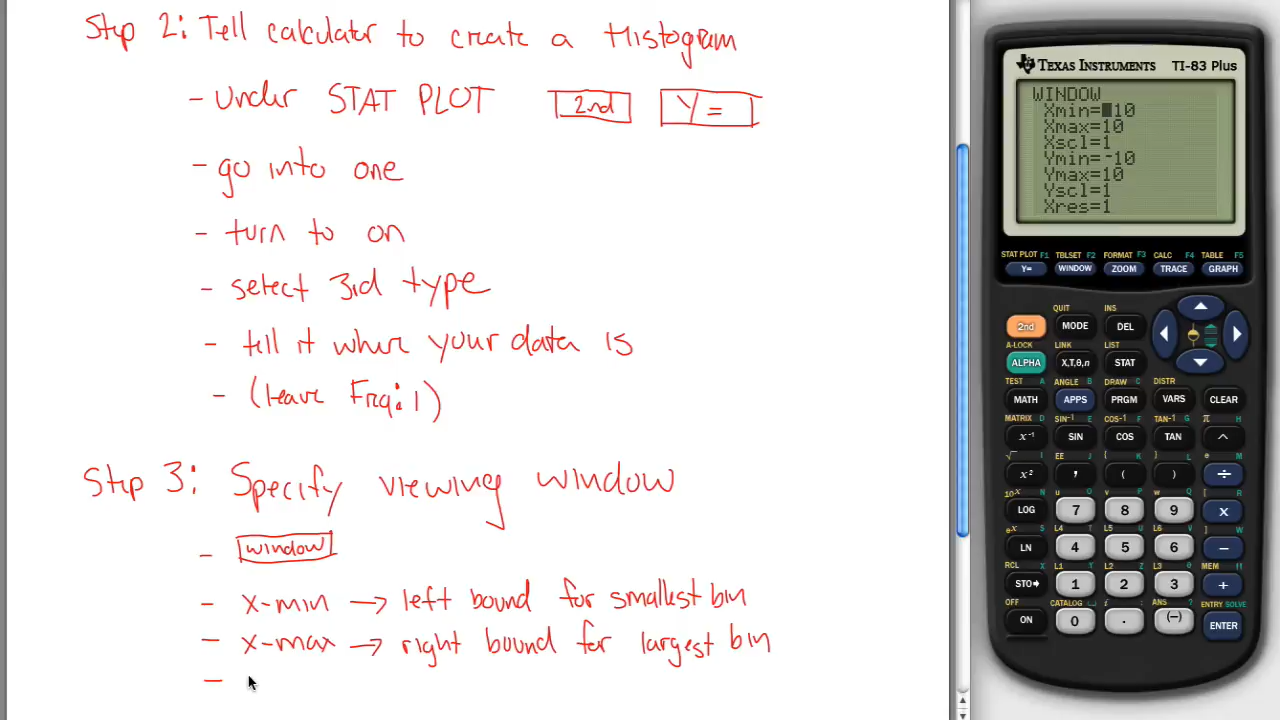 Step 2: Tell calculator to create a Histogram
- Under STAT PLOT 2nd Y=
- go into one
- turn to on
- select 3rd type
- tell it where your data is
- (leave Frq: 1)
Step 3: Specify viewing window
- window
- x-min → left bound for smallest bin
- x-max → right bound for largest bin
-
TEXAS INSTRUMENTS TI-83 Plus
WINDOW
Xmin=10
Xmax=10
Xscl=1
Ymin=-10
Ymax=10
Yscl=1
Xres=1
STAT PLOT F1 TBLSET F2 FORMAT F3 CALC F4 TABLE F5
Y= WINDOW ZOOM TRACE GRAPH
QUIT INS
2nd MODE DEL
A-LOCK LINK LIST
ALPHA X,T,θ,n STAT
TEST A ANGLE B DRAW C DISTR
MATH APPS PRGM VARS CLEAR
MATRIX D SIN-1 E COS-1 F TAN-1 G π H
x-1 SIN COS TAN ^
√ I EE J { K } L e M
x² , ( ) ÷
10x N u O v P w Q [ R
LOG 7 8 9 x
ex S L4 T L5 U L6 V ] W
LN 4 5 6 −
RCL X L1 Y L2 Z L3 θ MEM "
STO→ 1 2 3 +
OFF CATALOG i : ANS ? ENTRY SOLVE
ON 0 . (−) ENTER